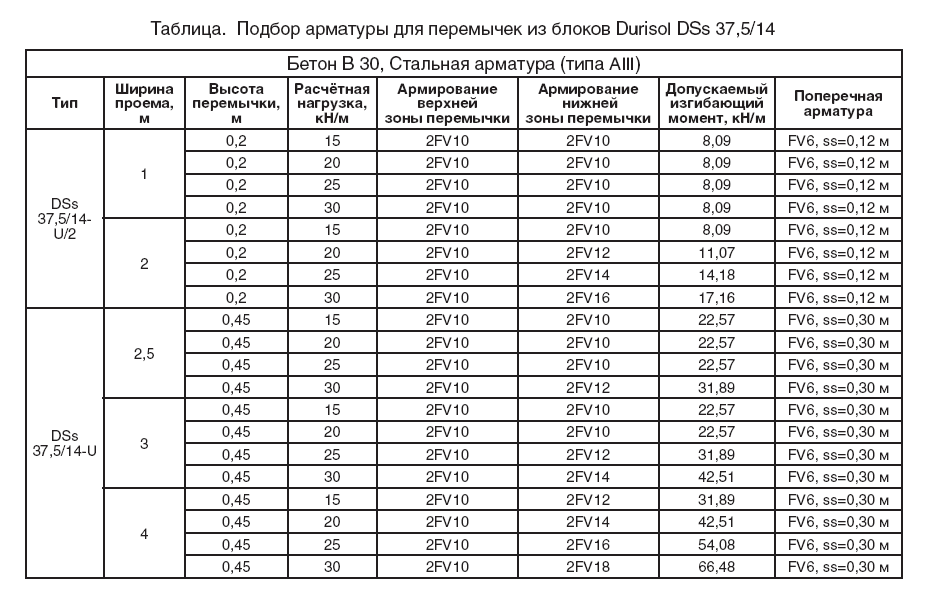 Таблица. Подбор арматуры для перемычек из блоков Durisol DSs 37,5/14
Бетон В 30, Стальная арматура (типа AIII)
Тип | Ширина проема, м | Высота перемычки, м | Расчётная нагрузка, кН/м | Армирование верхней зоны перемычки | Армирование нижней зоны перемычки | Допускаемый изгибающий момент, кН/м | Поперечная арматура
DSs 37,5/14-U/2 | 1 | 0,2 | 15 | 2FV10 | 2FV10 | 8,09 | FV6, ss=0,12 м
0,2 | 20 | 2FV10 | 2FV10 | 8,09 | FV6, ss=0,12 м
0,2 | 25 | 2FV10 | 2FV10 | 8,09 | FV6, ss=0,12 м
0,2 | 30 | 2FV10 | 2FV10 | 8,09 | FV6, ss=0,12 м
2 | 0,2 | 15 | 2FV10 | 2FV10 | 8,09 | FV6, ss=0,12 м
0,2 | 20 | 2FV10 | 2FV12 | 11,07 | FV6, ss=0,12 м
0,2 | 25 | 2FV10 | 2FV14 | 14,18 | FV6, ss=0,12 м
0,2 | 30 | 2FV10 | 2FV16 | 17,16 | FV6, ss=0,12 м
DSs 37,5/14-U | 2,5 | 0,45 | 15 | 2FV10 | 2FV10 | 22,57 | FV6, ss=0,30 м
0,45 | 20 | 2FV10 | 2FV10 | 22,57 | FV6, ss=0,30 м
0,45 | 25 | 2FV10 | 2FV10 | 22,57 | FV6, ss=0,30 м
0,45 | 30 | 2FV10 | 2FV12 | 31,89 | FV6, ss=0,30 м
3 | 0,45 | 15 | 2FV10 | 2FV10 | 22,57 | FV6, ss=0,30 м
0,45 | 20 | 2FV10 | 2FV10 | 22,57 | FV6, ss=0,30 м
0,45 | 25 | 2FV10 | 2FV12 | 31,89 | FV6, ss=0,30 м
0,45 | 30 | 2FV10 | 2FV14 | 42,51 | FV6, ss=0,30 м
4 | 0,45 | 15 | 2FV10 | 2FV12 | 31,89 | FV6, ss=0,30 м
0,45 | 20 | 2FV10 | 2FV14 | 42,51 | FV6, ss=0,30 м
0,45 | 25 | 2FV10 | 2FV16 | 54,08 | FV6, ss=0,30 м
0,45 | 30 | 2FV10 | 2FV18 | 66,48 | FV6, ss=0,30 м